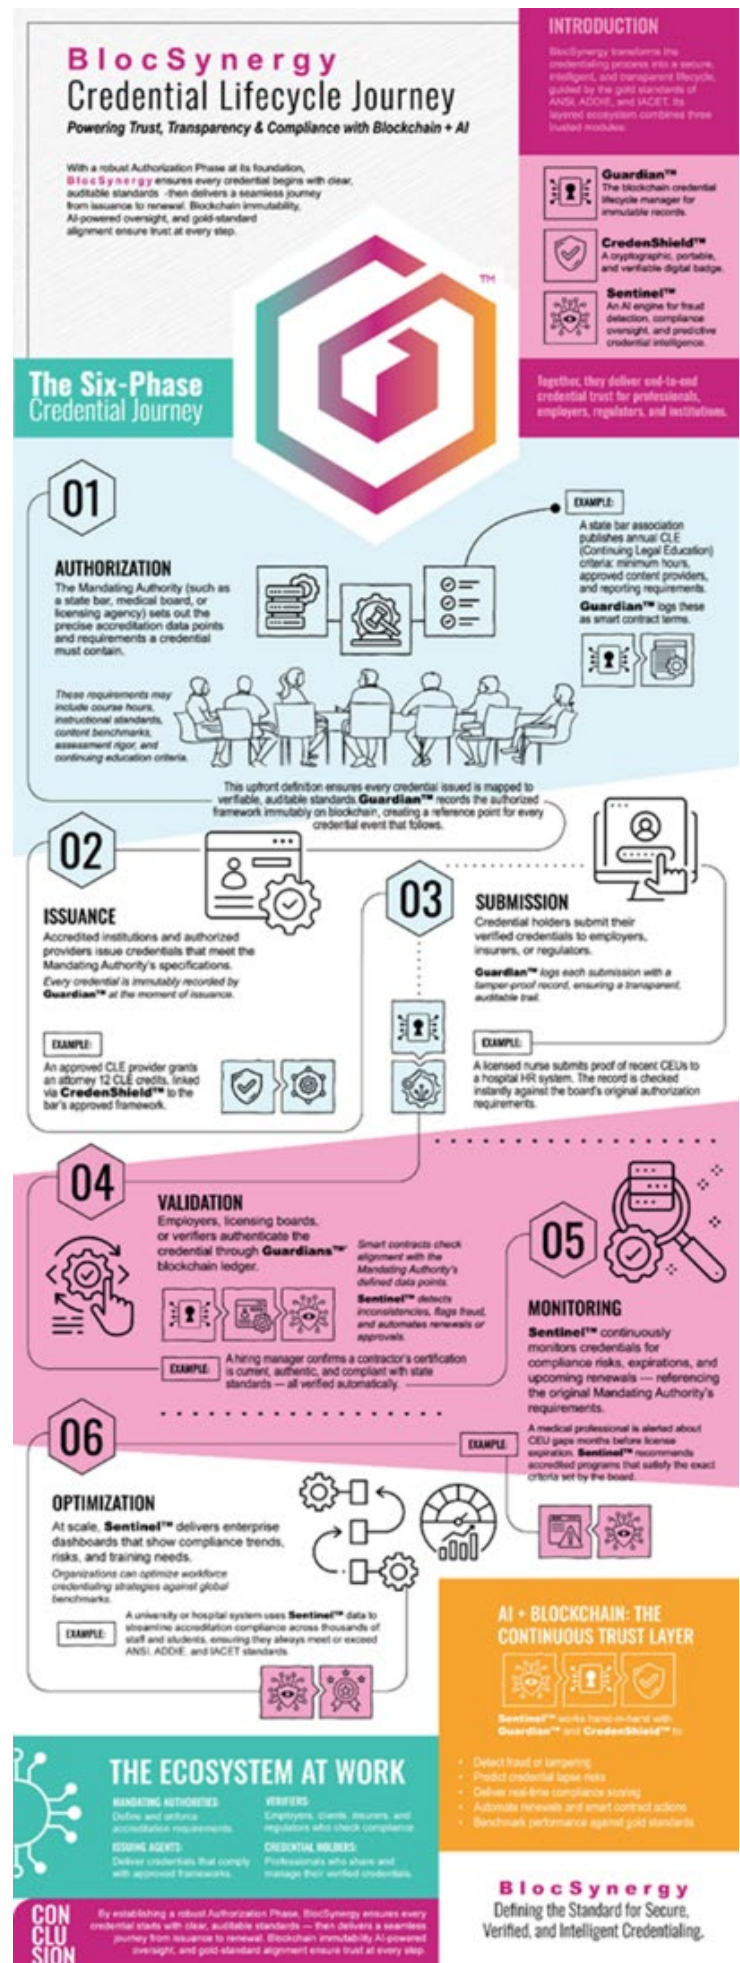 BlocSynergy
Credential Lifecycle Journey
Powering Trust, Transparency & Compliance with Blockchain + AI
With a robust Authorization Phase at its foundation,
BlocSynergy ensures every credential begins with clear,
auditable standards -then delivers a seamless journey
from issuance to renewal. Blockchain immutability,
AI-powered oversight, and gold-standard
alignment ensure trust at every step.
TM
INTRODUCTION
BlocSynergy transforms the
credentialing process into a secure,
intelligent, and transparent lifecycle,
guided by the gold standards of
ANSI, ADDIE, and IACET. Its
layered ecosystem combines three
trusted modules:
Guardian™
The blockchain credential
lifecycle manager for
immutable records.
CredenShield™
A cryptographic, portable,
and verifiable digital badge.
Sentinel™
An AI engine for fraud
detection, compliance
oversight, and predictive
credential intelligence.
Together, they deliver end-to-end
credential trust for professionals,
employers, regulators, and institutions.
The Six-Phase
Credential Journey
01
AUTHORIZATION
The Mandating Authority (such as
a state bar, medical board, or
licensing agency) sets out the
precise accreditation data points
and requirements a credential
must contain.
These requirements may
include course hours,
instructional standards,
content benchmarks,
assessment rigor, and
continuing education criteria.
EXAMPLE:
A state bar association
publishes annual CLE
(Continuing Legal Education)
criteria: minimum hours,
approved content providers,
and reporting requirements.
Guardian™ logs these
as smart contract terms.
This upfront definition ensures every credential issued is mapped to
verifiable, auditable standards.Guardian™ records the authorized
framework immutably on blockchain, creating a reference point for every
credential event that follows.
02
ISSUANCE
Accredited institutions and authorized
providers issue credentials that meet the
Mandating Authority's specifications.
Every credential is immutably recorded by
Guardian™ at the moment of issuance.
EXAMPLE:
An approved CLE provider grants
an attorney 12 CLE credits, linked
via CredenShield™ to the
bar's approved framework.
03
SUBMISSION
Credential holders submit their
verified credentials to employers,
insurers, or regulators.
Guardian™ logs each submission with a
tamper-proof record, ensuring a transparent,
auditable trail.
EXAMPLE:
A licensed nurse submits proof of recent CEUs to
a hospital HR system. The record is checked
instantly against the board's original authorization
requirements.
04
VALIDATION
Employers, licensing boards,
or verifiers authenticate the
credential through Guardians™
blockchain ledger.
Smart contracts check
alignment with the
Mandating Authority's
defined data points.
Sentinel™ detects
inconsistencies, flags fraud,
and automates renewals or
approvals.
EXAMPLE:
A hiring manager confirms a contractor's certification
is current, authentic, and compliant with state
standards — all verified automatically.
05
MONITORING
Sentinel™ continuously
monitors credentials for
compliance risks, expirations, and
upcoming renewals — referencing
the original Mandating Authority's
requirements.
EXAMPLE:
A medical professional is alerted about
CEU gaps months before license
expiration. Sentinel™ recommends
accredited programs that satisfy the exact
criteria set by the board.
06
OPTIMIZATION
At scale, Sentinel™ delivers enterprise
dashboards that show compliance trends,
risks, and training needs.
Organizations can optimize workforce
credentialing strategies against global
benchmarks.
EXAMPLE:
A university or hospital system uses Sentinel™ data to
streamline accreditation compliance across thousands of
staff and students, ensuring they always meet or exceed
ANSI, ADDIE, and IACET standards.
AI + BLOCKCHAIN: THE
CONTINUOUS TRUST LAYER
Sentinel™ works hand-in-hand with
Guardian™ and CredenShield™ to:
• Detect fraud or tampering
• Predict credential lapse risks
• Deliver real-time compliance scoring
• Automate renewals and smart contract actions
• Benchmark performance against gold standards
THE ECOSYSTEM AT WORK
MANDATING AUTHORITIES:
Define and enforce
accreditation requirements.
VERIFIERS:
Employers, clients, insurers, and
regulators who check compliance
ISSUING AGENTS:
Deliver credentials that comply
with approved frameworks.
CREDENTIAL HOLDERS:
Professionals who share and
manage their verified credentials.
CON
CLU
SION
By establishing a robust Authorization Phase, BlocSynergy ensures every
credential starts with clear, auditable standards — then delivers a seamless
journey from issuance to renewal. Blockchain immutability AI-powered
oversight, and gold-standard alignment ensure trust at every step.
BlocSynergy
Defining the Standard for Secure,
Verified, and Intelligent Credentialing.